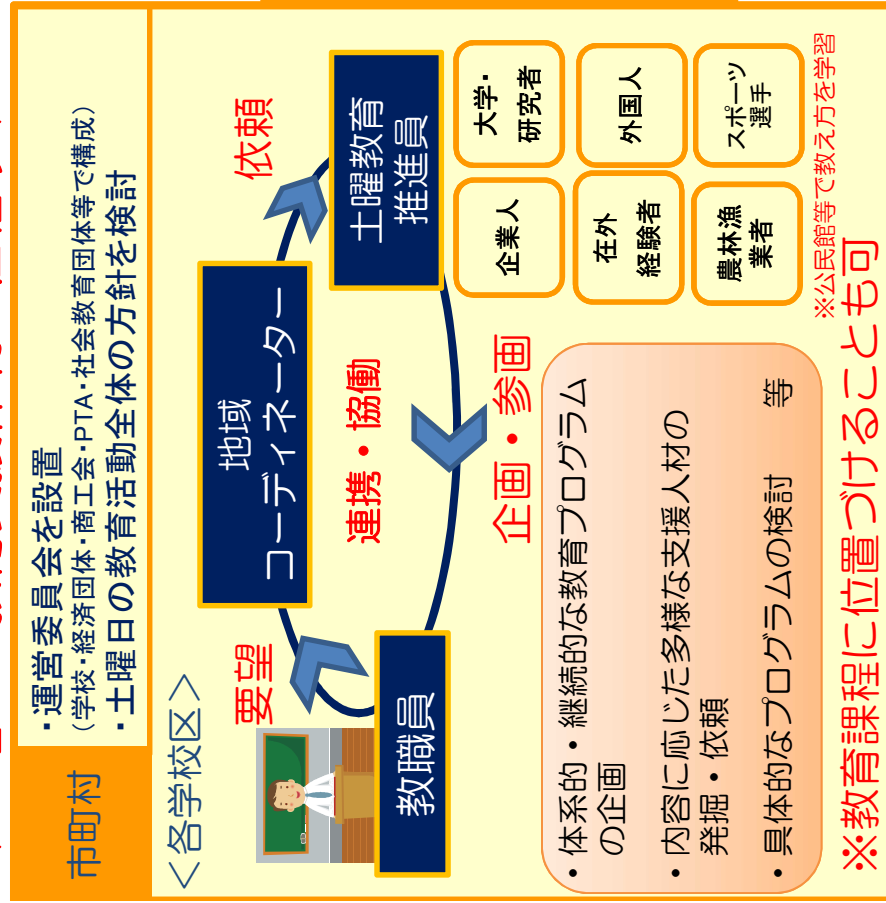 市町村
・運営委員会を設置
（学校・経済団体・商工会・PTA・社会教育団体等で構成）
・土曜日の教育活動全体の方針を検討
＜各学校区＞
要望
地域
コーディネーター
依頼
教職員
連携・協働
土曜教育
推進員
企画・参画
企業人
大学・
研究者
在外
経験者
外国人
農林漁
業者
スポーツ
選手
※公民館等で教え方を学習
・体系的・継続的な教育プログラム
の企画
・内容に応じた多様な支援人材の
発掘・依頼
・具体的なプログラムの検討　等
※教育課程に位置づけることも可